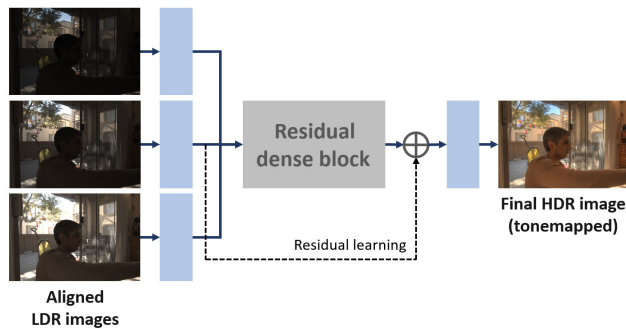 Residual
dense block
Residual learning
Final HDR image
(tonemapped)
Aligned
LDR images